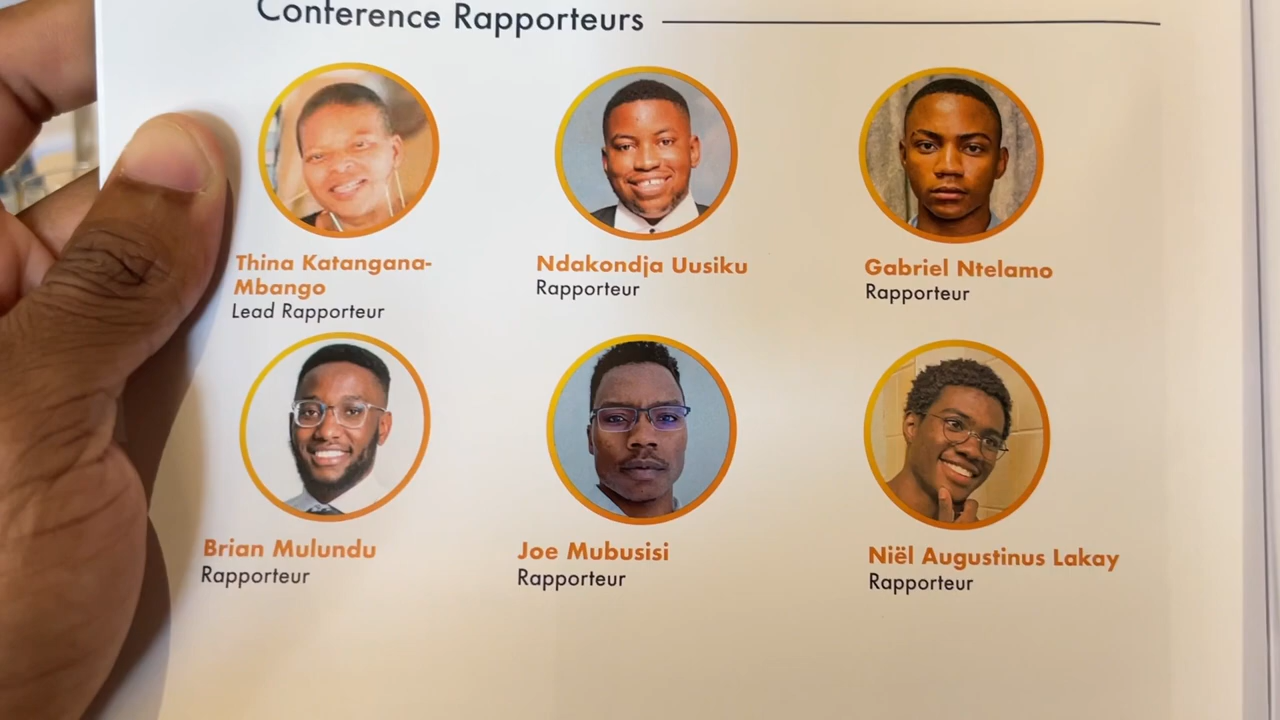 Conference Rapporteurs
Thina Katangana-
Mbango
Lead Rapporteur
Ndakondja Uusiku
Rapporteur
Gabriel Ntelamo
Rapporteur
Brian Mulundu
Rapporteur
Joe Mubusisi
Rapporteur
Niël Augustinus Lakay
Rapporteur